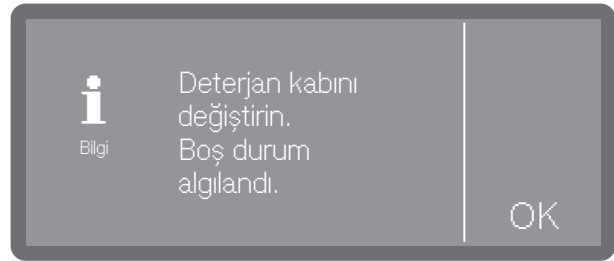 Bilgi
Deterjan kabını
değiştirin.
Boş durum
algılandı.
OK